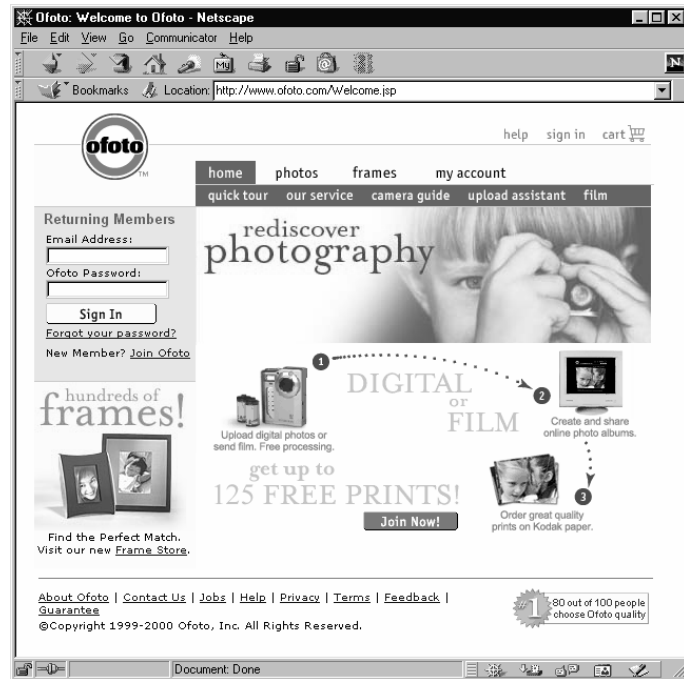 Ofoto: Welcome to Ofoto - Netscape
File Edit View Go Communicator Help
My
N
Bookmarks Location: http://www.ofoto.com/Welcome.jsp
ofoto
TM
help sign in cart
home photos frames my account
quick tour our service camera guide upload assistant film
Returning Members
Email Address:
Ofoto Password:
Sign In
Forgot your password?
New Member? Join Ofoto
rediscover
photography
hundreds of
frames!
Find the Perfect Match.
Visit our new Frame Store.
1
DIGITAL
or
FILM
2
Upload digital photos or
send film. Free processing.
Create and share
online photo albums.
get up to
125 FREE PRINTS!
Join Now!
3
Order great quality
prints on Kodak paper.
About Ofoto | Contact Us | Jobs | Help | Privacy | Terms | Feedback |
Guarantee
©Copyright 1999-2000 Ofoto, Inc. All Rights Reserved.
#1
80 out of 100 people
choose Ofoto quality
Document: Done